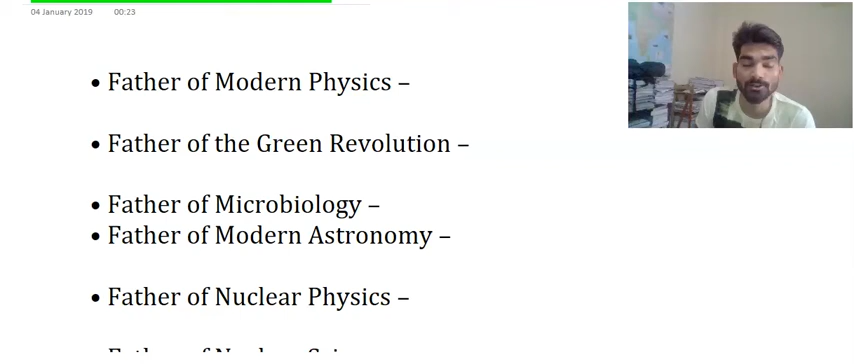 04 January 2019 00:23
• Father of Modern Physics –
• Father of the Green Revolution –
• Father of Microbiology –
• Father of Modern Astronomy –
• Father of Nuclear Physics –